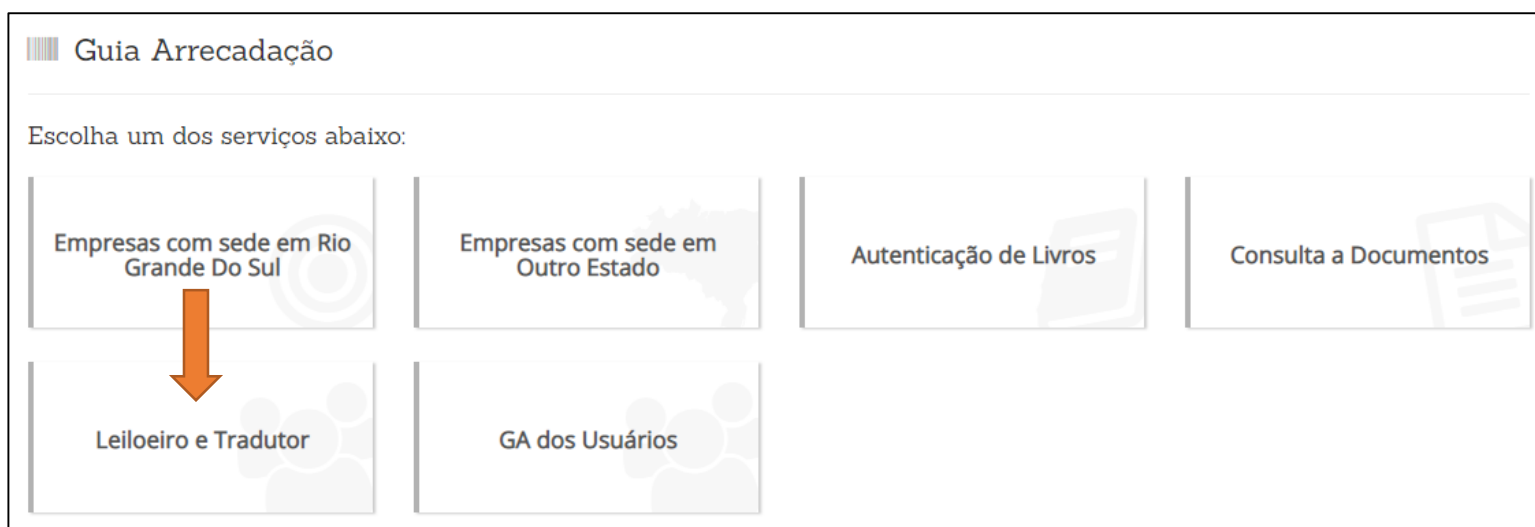 Guia Arrecadação
Escolha um dos serviços abaixo:
Empresas com sede em Rio
Grande Do Sul
Empresas com sede em
Outro Estado
Autenticação de Livros
Consulta a Documentos
Leiloeiro e Tradutor
GA dos Usuários